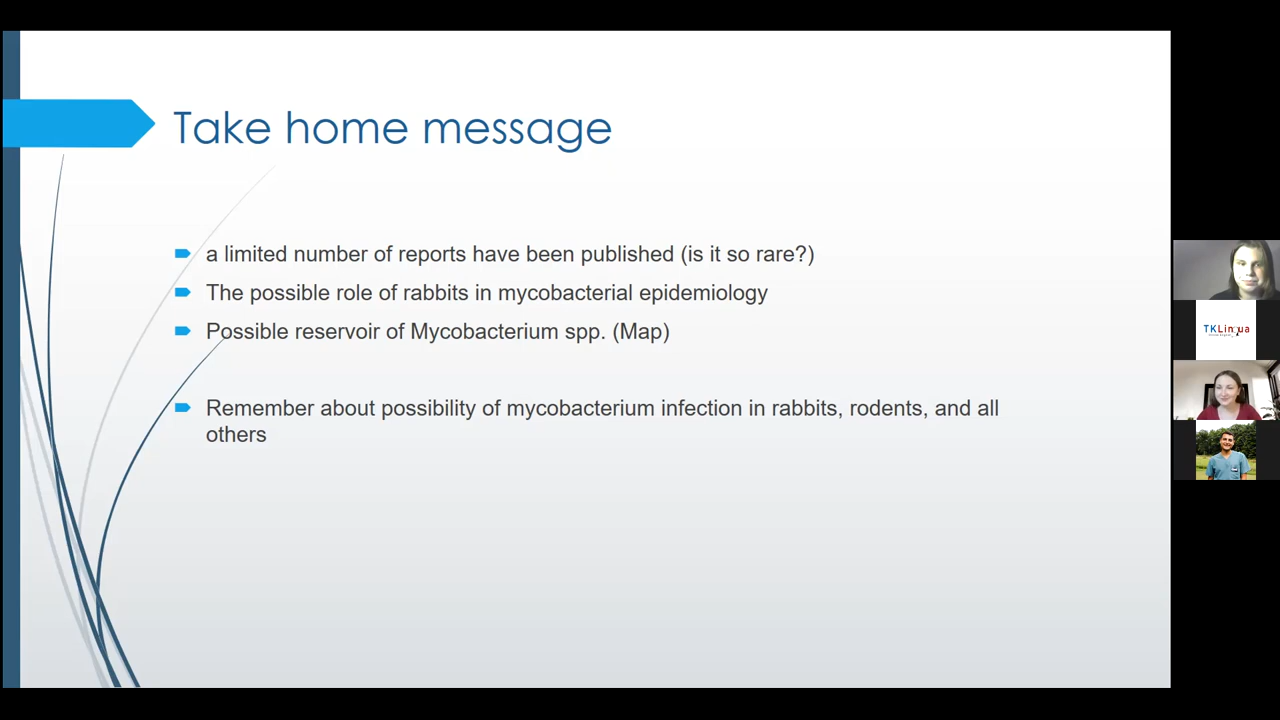 Take home message
a limited number of reports have been published (is it so rare?)
The possible role of rabbits in mycobacterial epidemiology
Possible reservoir of Mycobacterium spp. (Map)
Remember about possibility of mycobacterium infection in rabbits, rodents, and all
others
TKLingua